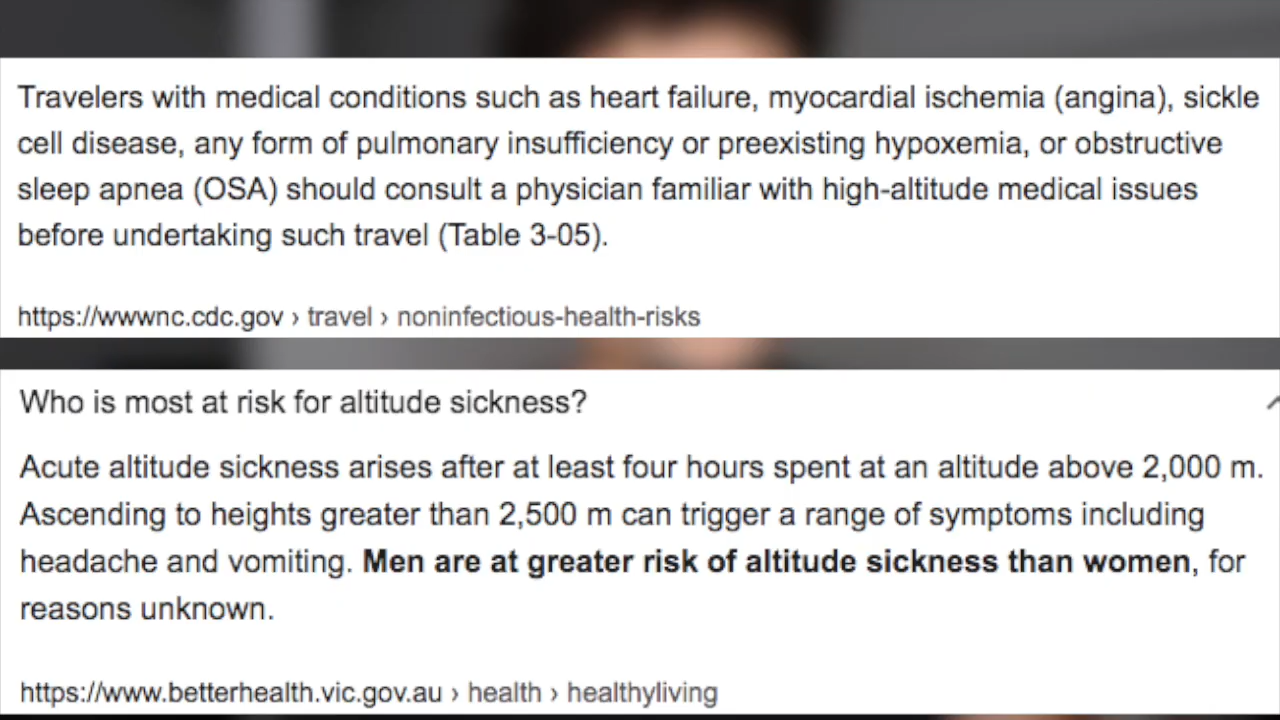 Travelers with medical conditions such as heart failure, myocardial ischemia (angina), sickle
cell disease, any form of pulmonary insufficiency or preexisting hypoxemia, or obstructive
sleep apnea (OSA) should consult a physician familiar with high-altitude medical issues
before undertaking such travel (Table 3-05).
https://wwwnc.cdc.gov › travel › noninfectious-health-risks
Who is most at risk for altitude sickness?
Acute altitude sickness arises after at least four hours spent at an altitude above 2,000 m.
Ascending to heights greater than 2,500 m can trigger a range of symptoms including
headache and vomiting. Men are at greater risk of altitude sickness than women, for
reasons unknown.
https://www.betterhealth.vic.gov.au › health › healthyliving